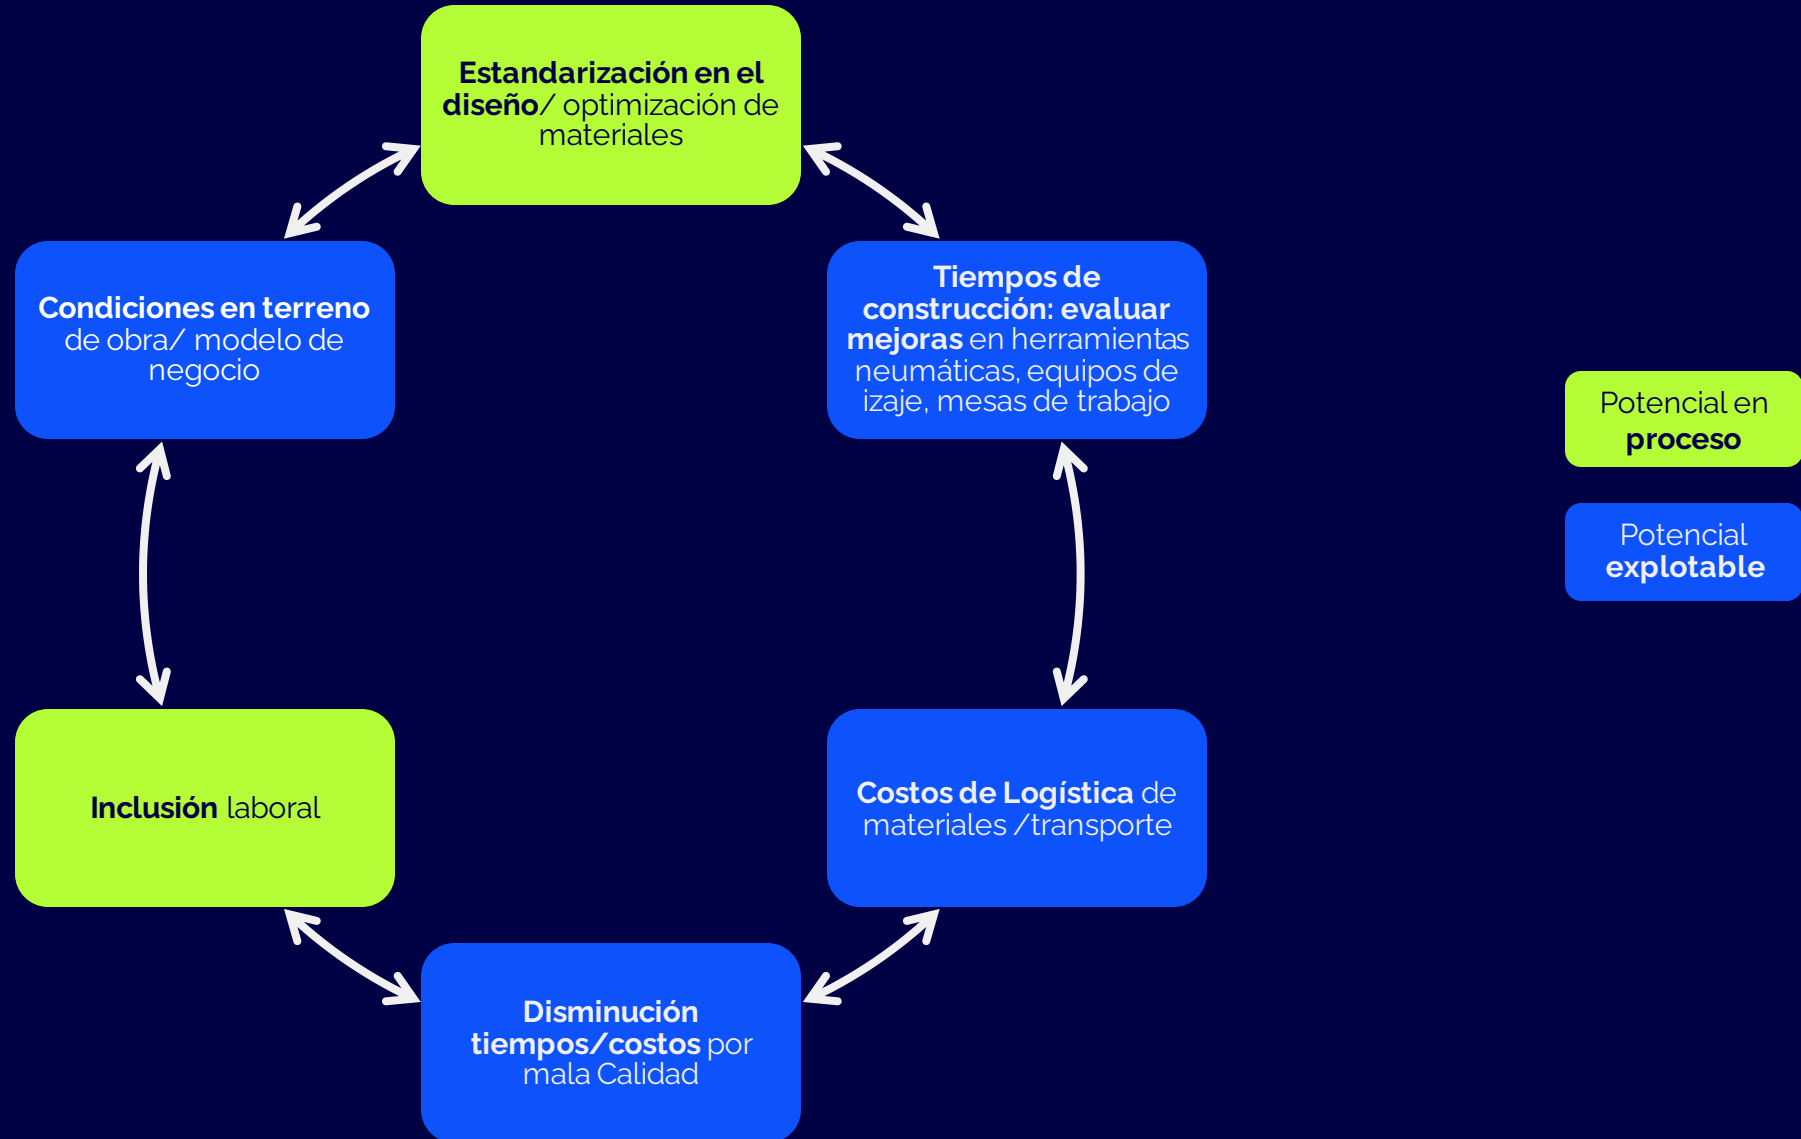 Estandarización en el
diseño/ optimización de
materiales
Condiciones en terreno
de obra/ modelo de
negocio
Tiempos de
construcción: evaluar
mejoras en herramientas
neumáticas, equipos de
izaje, mesas de trabajo
Potencial en
proceso
Potencial
explotable
Inclusión laboral
Costos de Logística de
materiales /transporte
Disminución
tiempos/costos por
mala Calidad